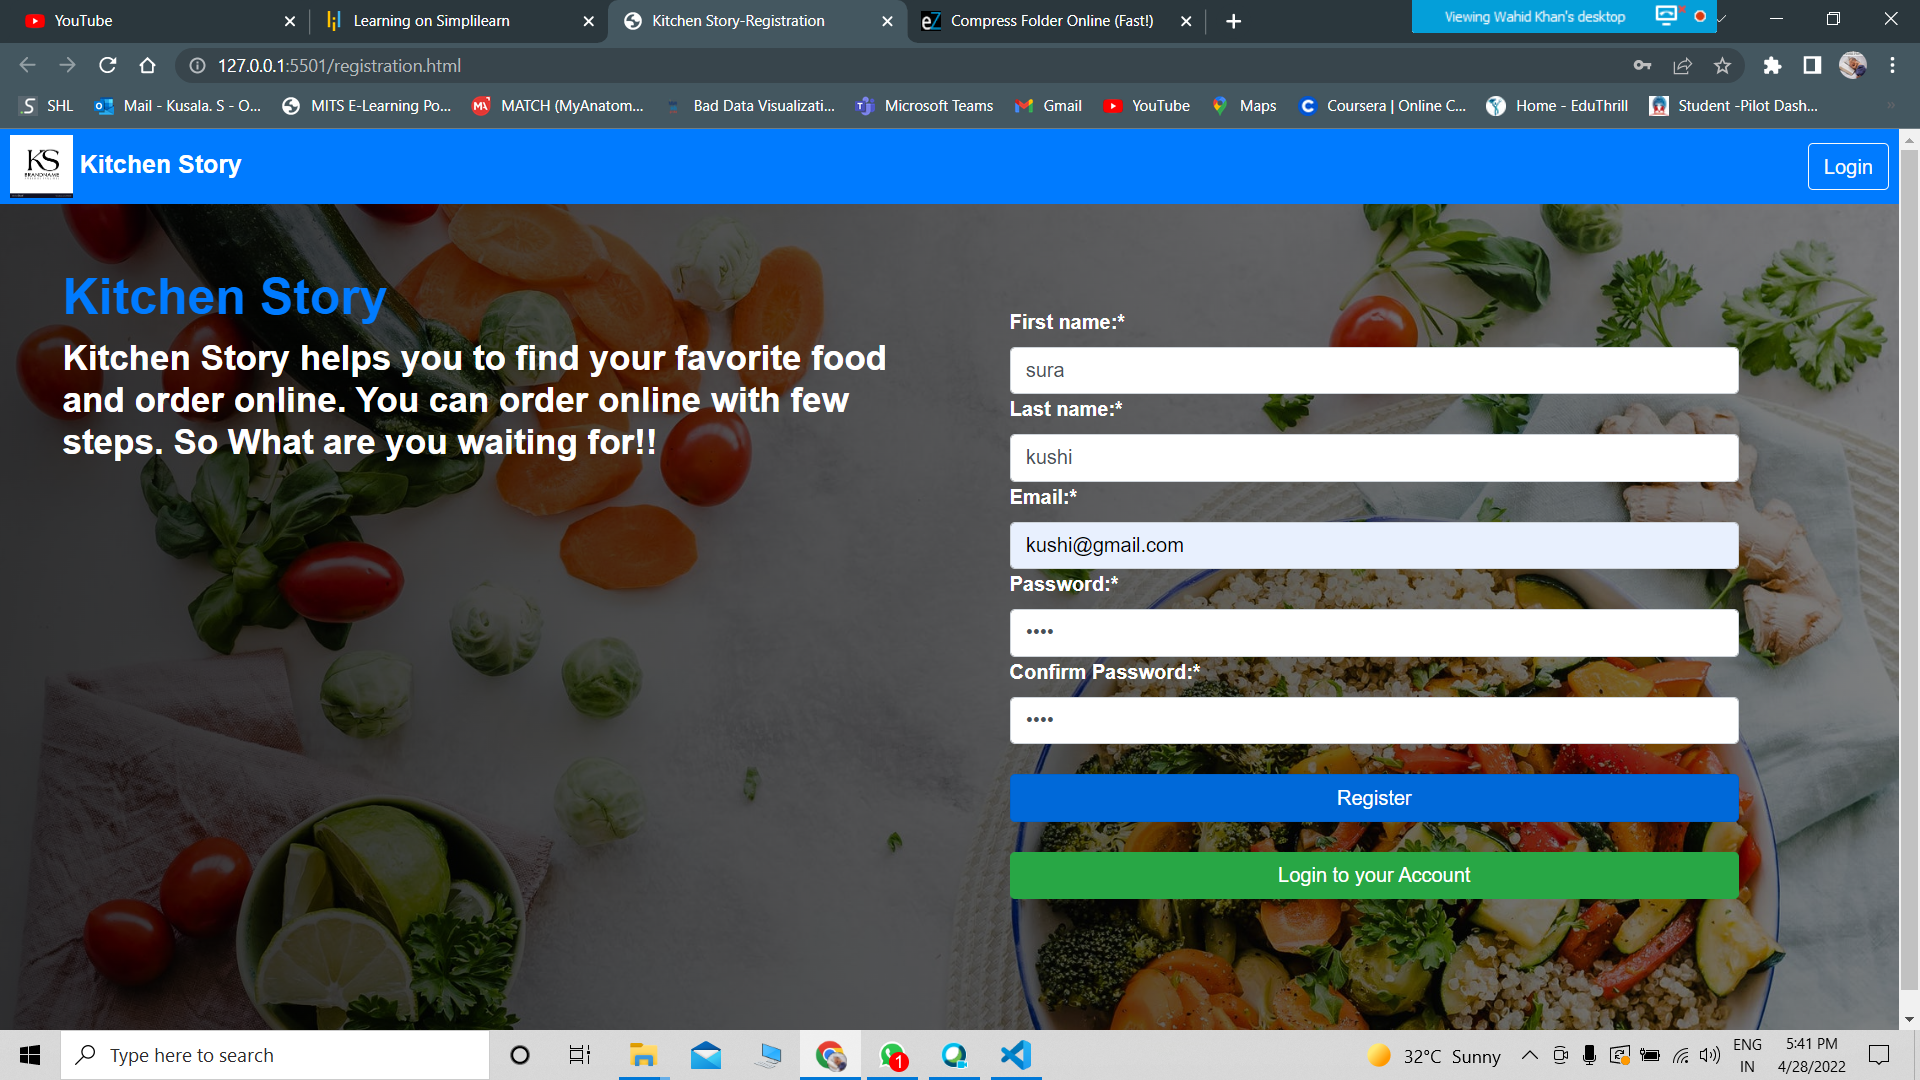 YouTube
Learning on Simplilearn
Kitchen Story-Registration
Compress Folder Online (Fast!)
Viewing Wahid Khan's desktop
127.0.0.1:5501/registration.html
SHL
Mail - Kusala. S - O...
MITS E-Learning Po...
MATCH (MyAnatom...
Bad Data Visualizati...
Microsoft Teams
Gmail
YouTube
Maps
Coursera | Online C...
Home - EduThrill
Student -Pilot Dash...
KS
BRANDNAME
Kitchen Story
Login
Kitchen Story
Kitchen Story helps you to find your favorite food
and order online. You can order online with few
steps. So What are you waiting for!!
First name:*
sura
Last name:*
kushi
Email:*
kushi@gmail.com
Password:*
••••
Confirm Password:*
••••
Register
Login to your Account
Type here to search
1
32°C Sunny
ENG
IN
5:41 PM
4/28/2022